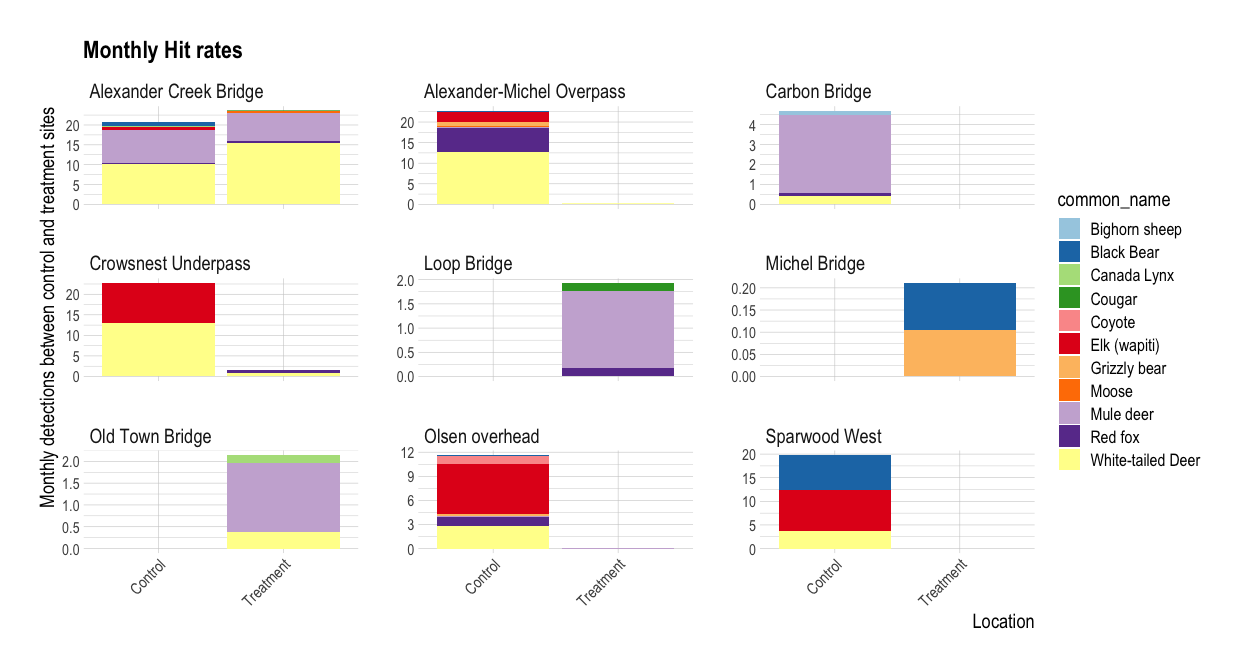 Monthly Hit rates
Monthly detections between control and treatment sites
Alexander Creek Bridge
20
15
10
5
0
Alexander-Michel Overpass
20
15
10
5
0
Carbon Bridge
4
3
2
1
0
Crowsnest Underpass
20
15
10
5
0
Loop Bridge
2.0
1.5
1.0
0.5
0.0
Michel Bridge
0.20
0.15
0.10
0.05
0.00
Old Town Bridge
2.0
1.5
1.0
0.5
0.0
Olsen overhead
12
9
6
3
0
Sparwood West
20
15
10
5
0
Control
Treatment
Control
Treatment
Control
Treatment
Location
common_name
Bighorn sheep
Black Bear
Canada Lynx
Cougar
Coyote
Elk (wapiti)
Grizzly bear
Moose
Mule deer
Red fox
White-tailed Deer